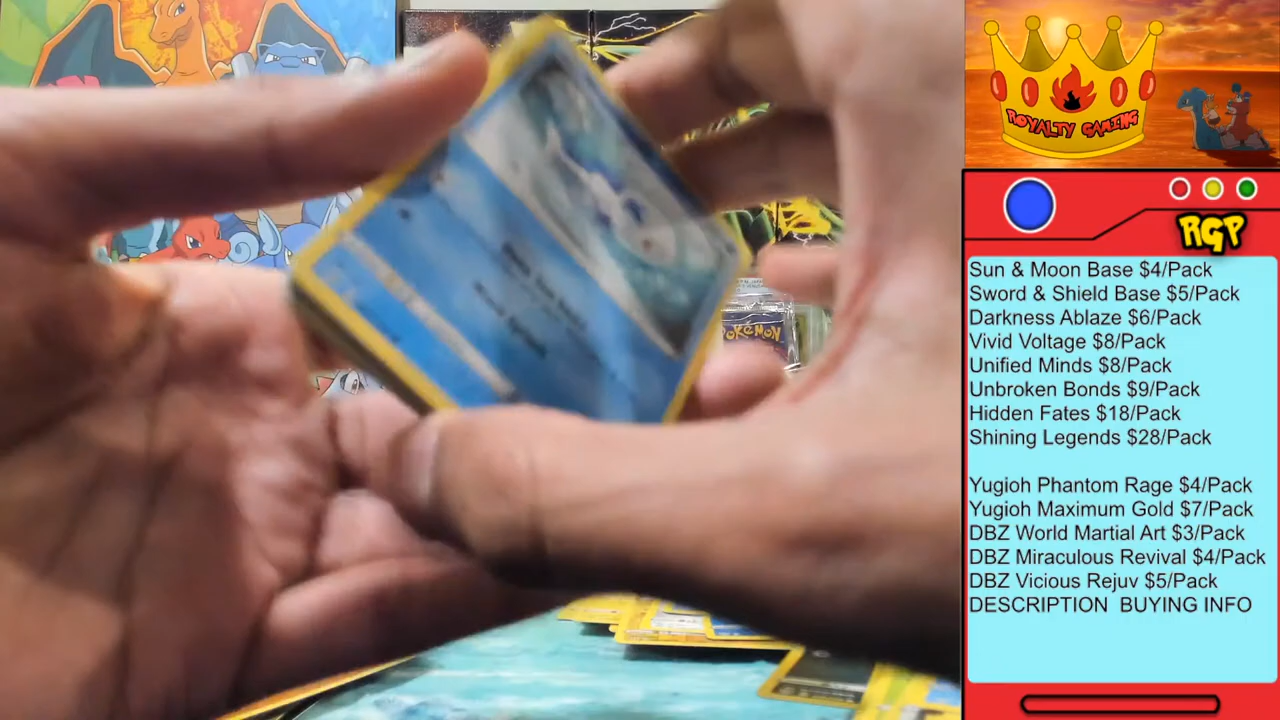 ROYALTY GAMING
RGP
Sun & Moon Base $4/Pack
Sword & Shield Base $5/Pack
Darkness Ablaze $6/Pack
Vivid Voltage $8/Pack
Unified Minds $8/Pack
Unbroken Bonds $9/Pack
Hidden Fates $18/Pack
Shining Legends $28/Pack
Yugioh Phantom Rage $4/Pack
Yugioh Maximum Gold $7/Pack
DBZ World Martial Art $3/Pack
DBZ Miraculous Revival $4/Pack
DBZ Vicious Rejuv $5/Pack
DESCRIPTION BUYING INFO
POKÉMON